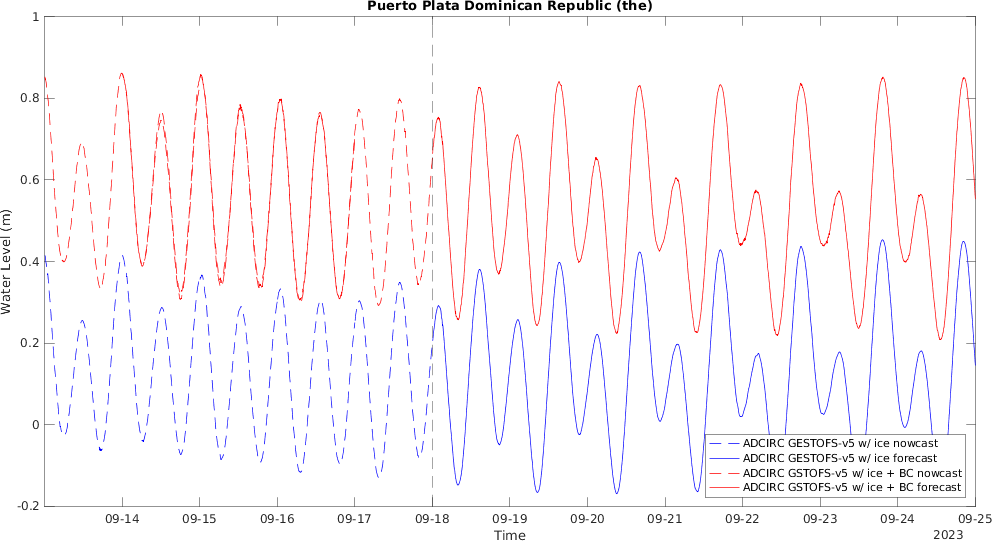 Puerto Plata Dominican Republic (the)
1
0.8
0.6
0.4
0.2
0
-0.2
Water Level (m)
ADCIRC GESTOFS-v5 w/ ice nowcast
ADCIRC GESTOFS-v5 w/ ice forecast
ADCIRC GSTOFS-v5 w/ ice + BC nowcast
ADCIRC GSTOFS-v5 w/ ice + BC forecast
09-14 09-15 09-16 09-17 09-18 09-19 09-20 09-21 09-22 09-23 09-24 09-25
Time
2023